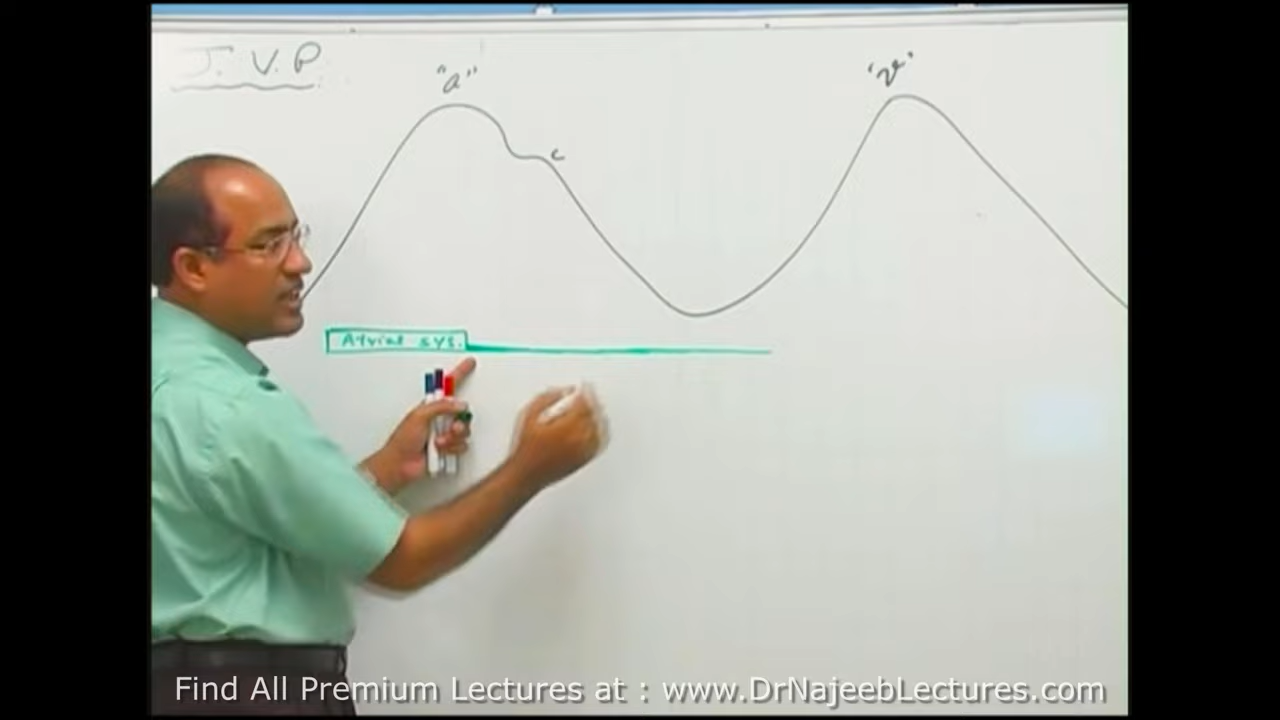 J. V. P
"a"
"v"
c
Atrial sys.
Find All Premium Lectures at : www.DrNajeebLectures.com